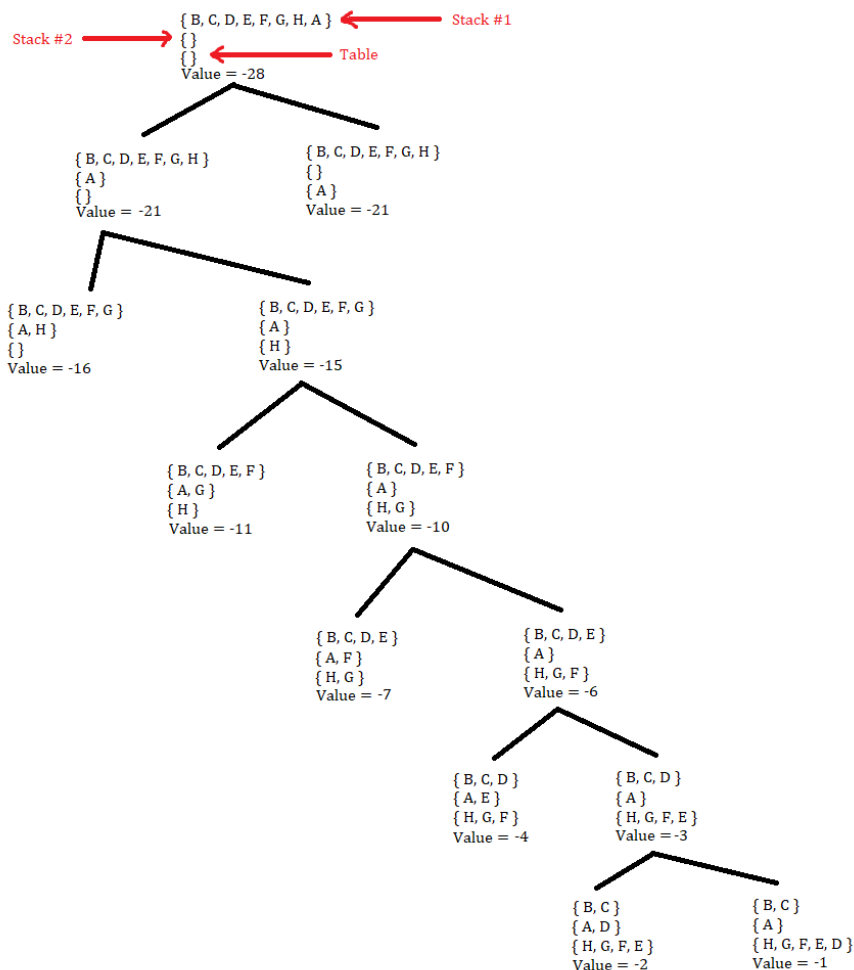 { B, C, D, E, F, G, H, A }
Stack #1
Stack #2
{ }
{ }
Table
Value = -28
{ B, C, D, E, F, G, H }
{ A }
{ }
Value = -21
{ B, C, D, E, F, G, H }
{ }
{ A }
Value = -21
{ B, C, D, E, F, G }
{ A, H }
{ }
Value = -16
{ B, C, D, E, F, G }
{ A }
{ H }
Value = -15
{ B, C, D, E, F }
{ A, G }
{ H }
Value = -11
{ B, C, D, E, F }
{ A }
{ H, G }
Value = -10
{ B, C, D, E }
{ A, F }
{ H, G }
Value = -7
{ B, C, D, E }
{ A }
{ H, G, F }
Value = -6
{ B, C, D }
{ A, E }
{ H, G, F }
Value = -4
{ B, C, D }
{ A }
{ H, G, F, E }
Value = -3
{ B, C }
{ A, D }
{ H, G, F, E }
Value = -2
{ B, C }
{ A }
{ H, G, F, E, D }
Value = -1